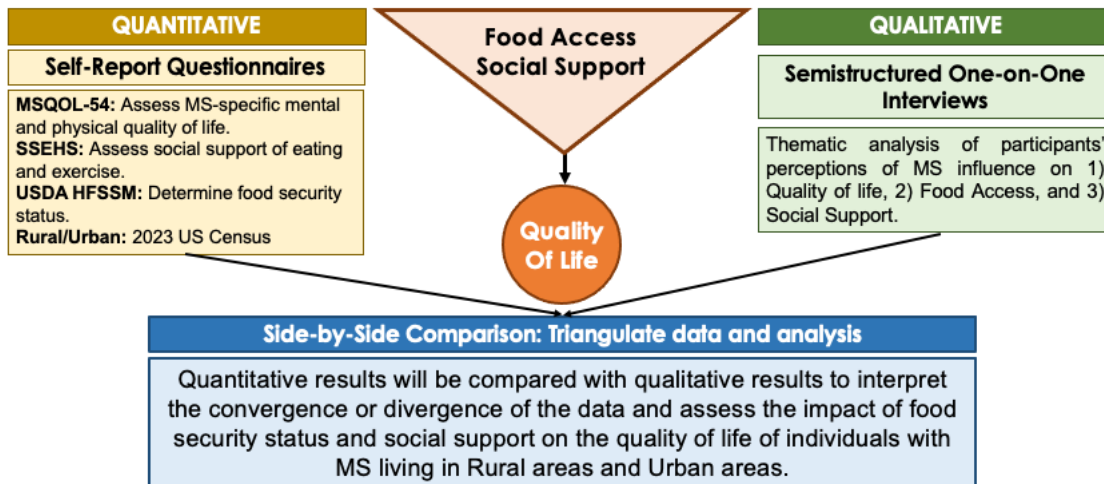 QUANTITATIVE
Self-Report Questionnaires
MSQOL-54: Assess MS-specific mental
and physical quality of life.
SSEHS: Assess social support of eating
and exercise.
USDA HFSSM: Determine food security
status.
Rural/Urban: 2023 US Census
Food Access
Social Support
Quality
Of Life
QUALITATIVE
Semistructured One-on-One
Interviews
Thematic analysis of participants'
perceptions of MS influence on 1)
Quality of life, 2) Food Access, and 3)
Social Support.
Side-by-Side Comparison: Triangulate data and analysis
Quantitative results will be compared with qualitative results to interpret
the convergence or divergence of the data and assess the impact of food
security status and social support on the quality of life of individuals with
MS living in Rural areas and Urban areas.